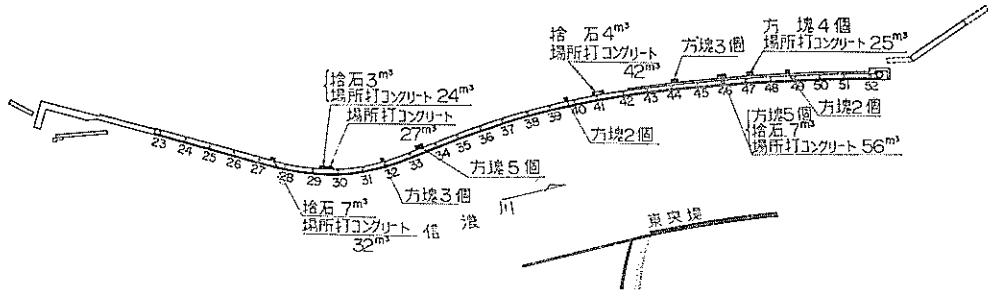 捨石4m³
場所打コンクリート
42m³
方塊3個
方塊4個
場所打コンクリート25m³
捨石3m³
場所打コンクリート24m³
場所打コンクリート
27m³
23 24 25 26 27 28 29 30 31 32 33 34 35 36 37 38 39 40 41 42 43 44 45 46 47 48 49 50 51 52
方塊2個
方塊5個
捨石7m³
場所打コンクリート56m³
方塊2個
方塊5個
方塊3個
捨石7m³
場所打コンクリート
32m³
信濃川
東突堤